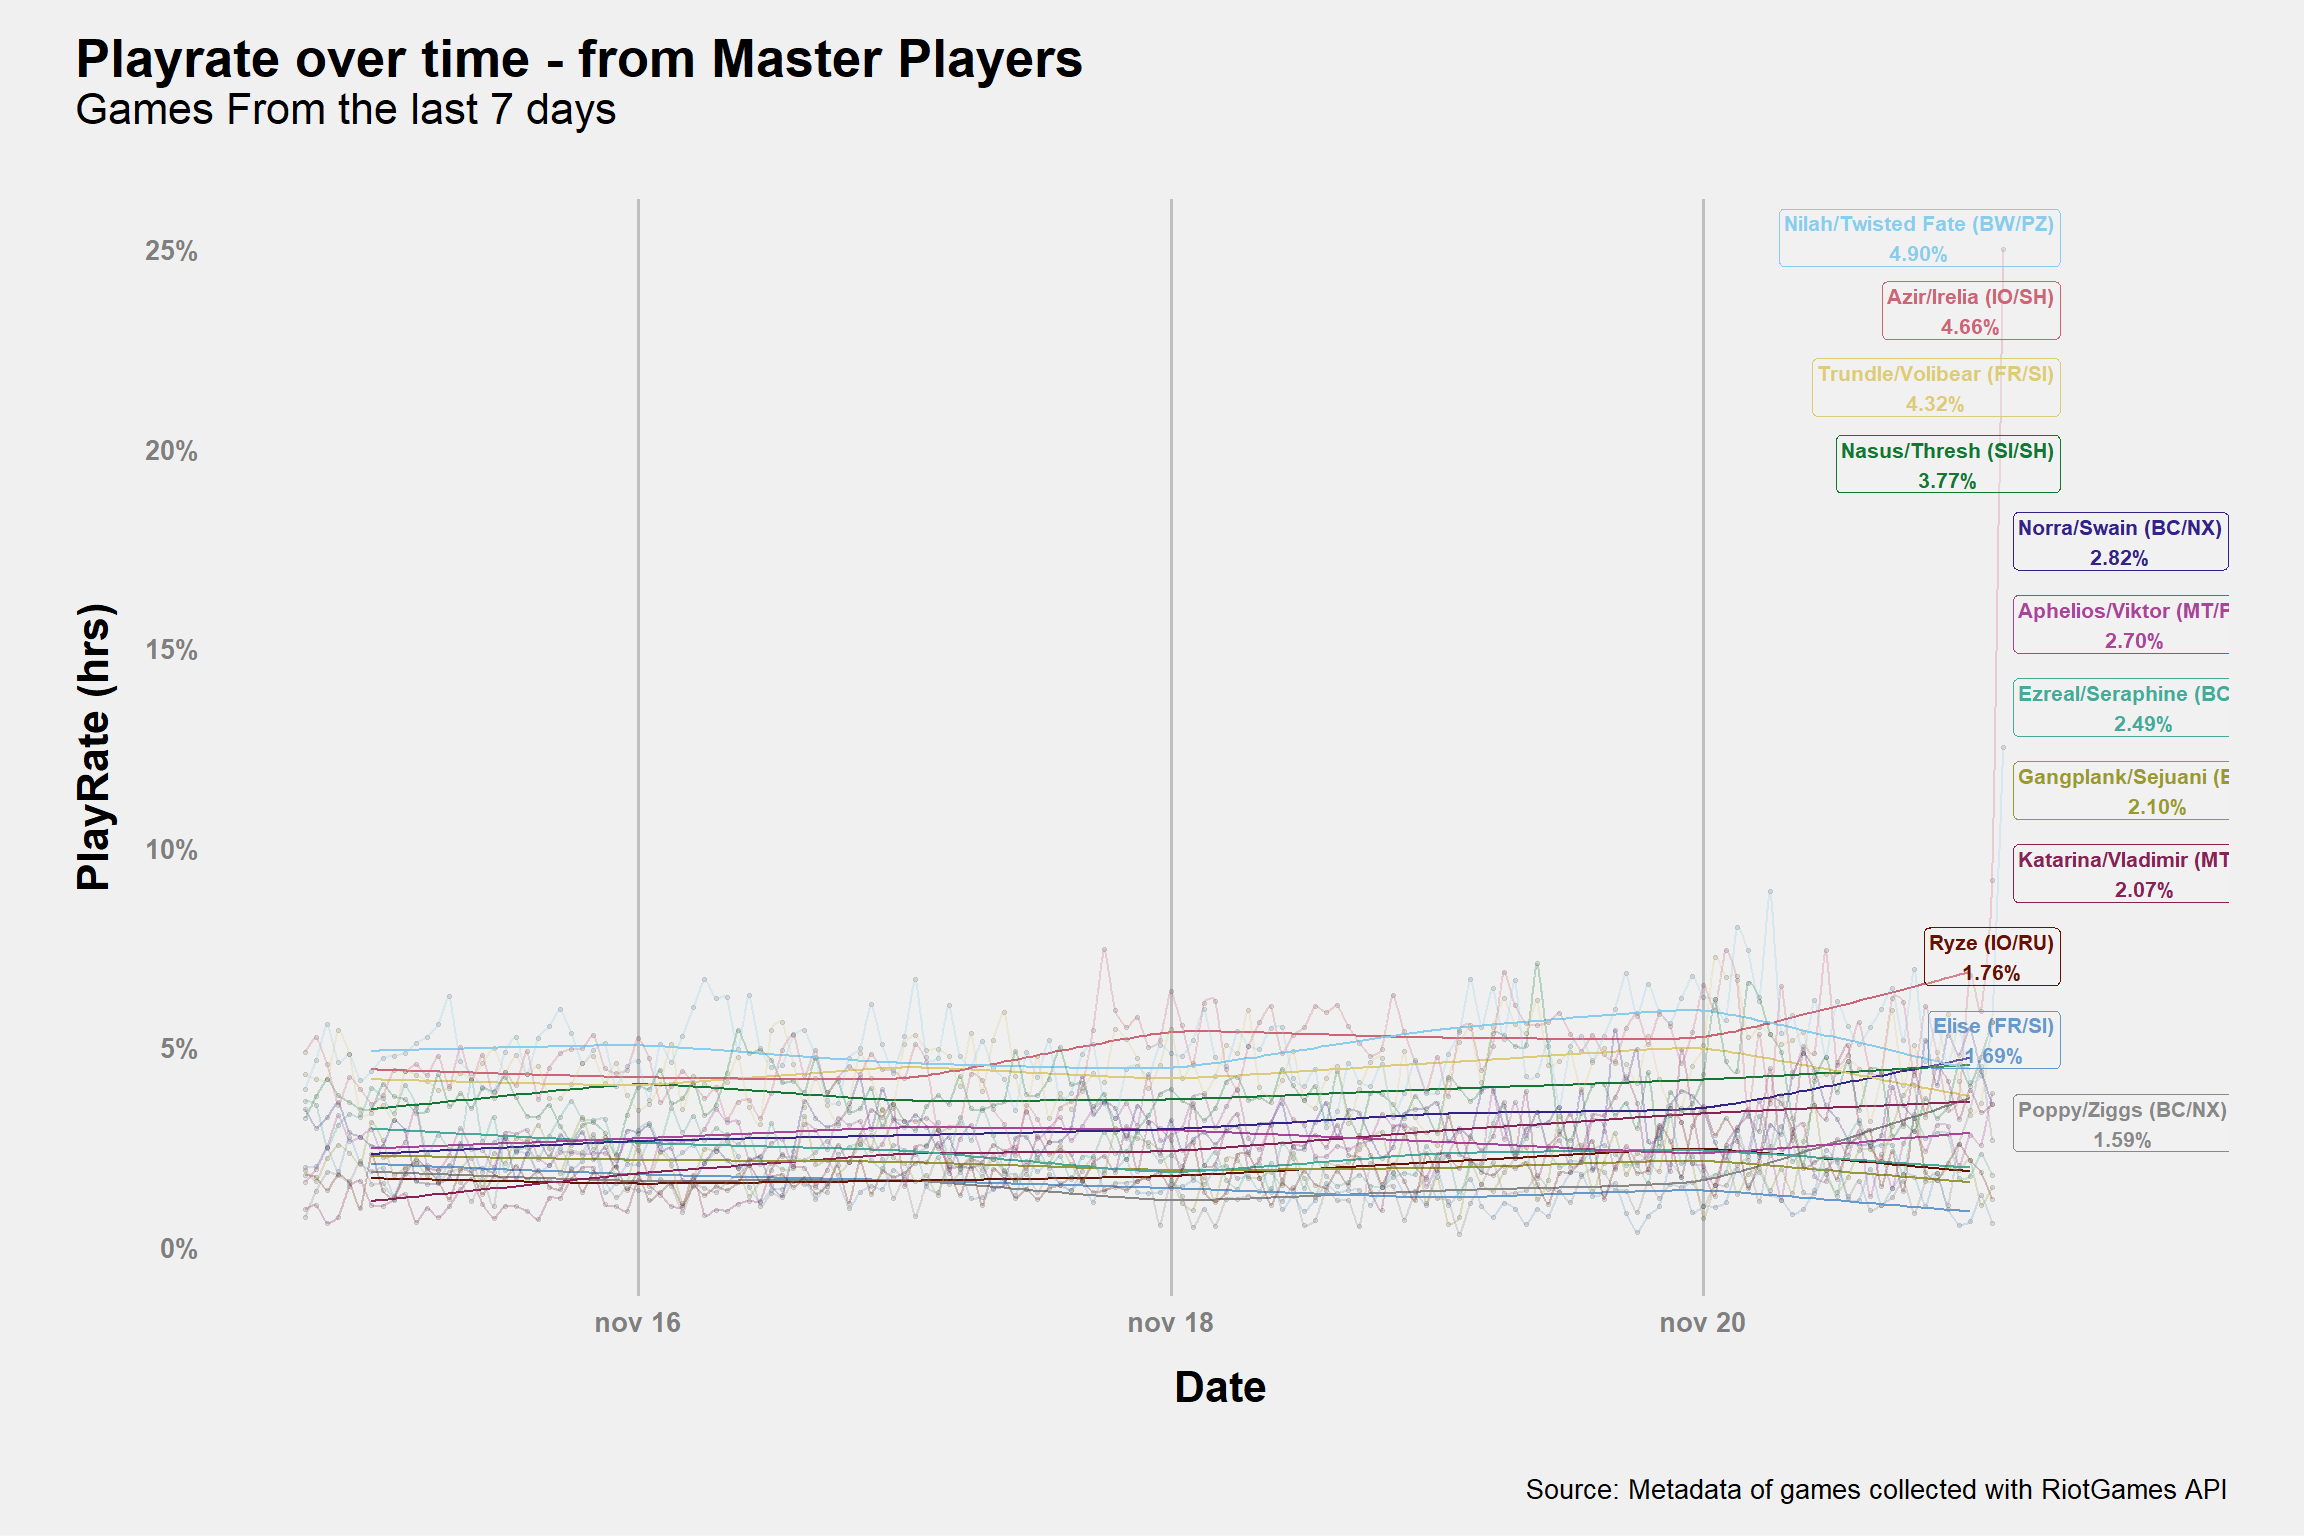 Playrate over time - from Master Players
Games From the last 7 days
PlayRate (hrs)
25%
20%
15%
10%
5%
0%
Nilah/Twisted Fate (BW/PZ)
4.90%
Azir/Irelia (IO/SH)
4.66%
Trundle/Volibear (FR/SI)
4.32%
Nasus/Thresh (SI/SH)
3.77%
Norra/Swain (BC/NX)
2.82%
Aphelios/Viktor (MT/P
2.70%
Ezreal/Seraphine (BC
2.49%
Gangplank/Sejuani (B
2.10%
Katarina/Vladimir (MT
2.07%
Ryze (IO/RU)
1.76%
Elise (FR/SI)
1.69%
Poppy/Ziggs (BC/NX)
1.59%
nov 16
nov 18
nov 20
Date
Source: Metadata of games collected with RiotGames API